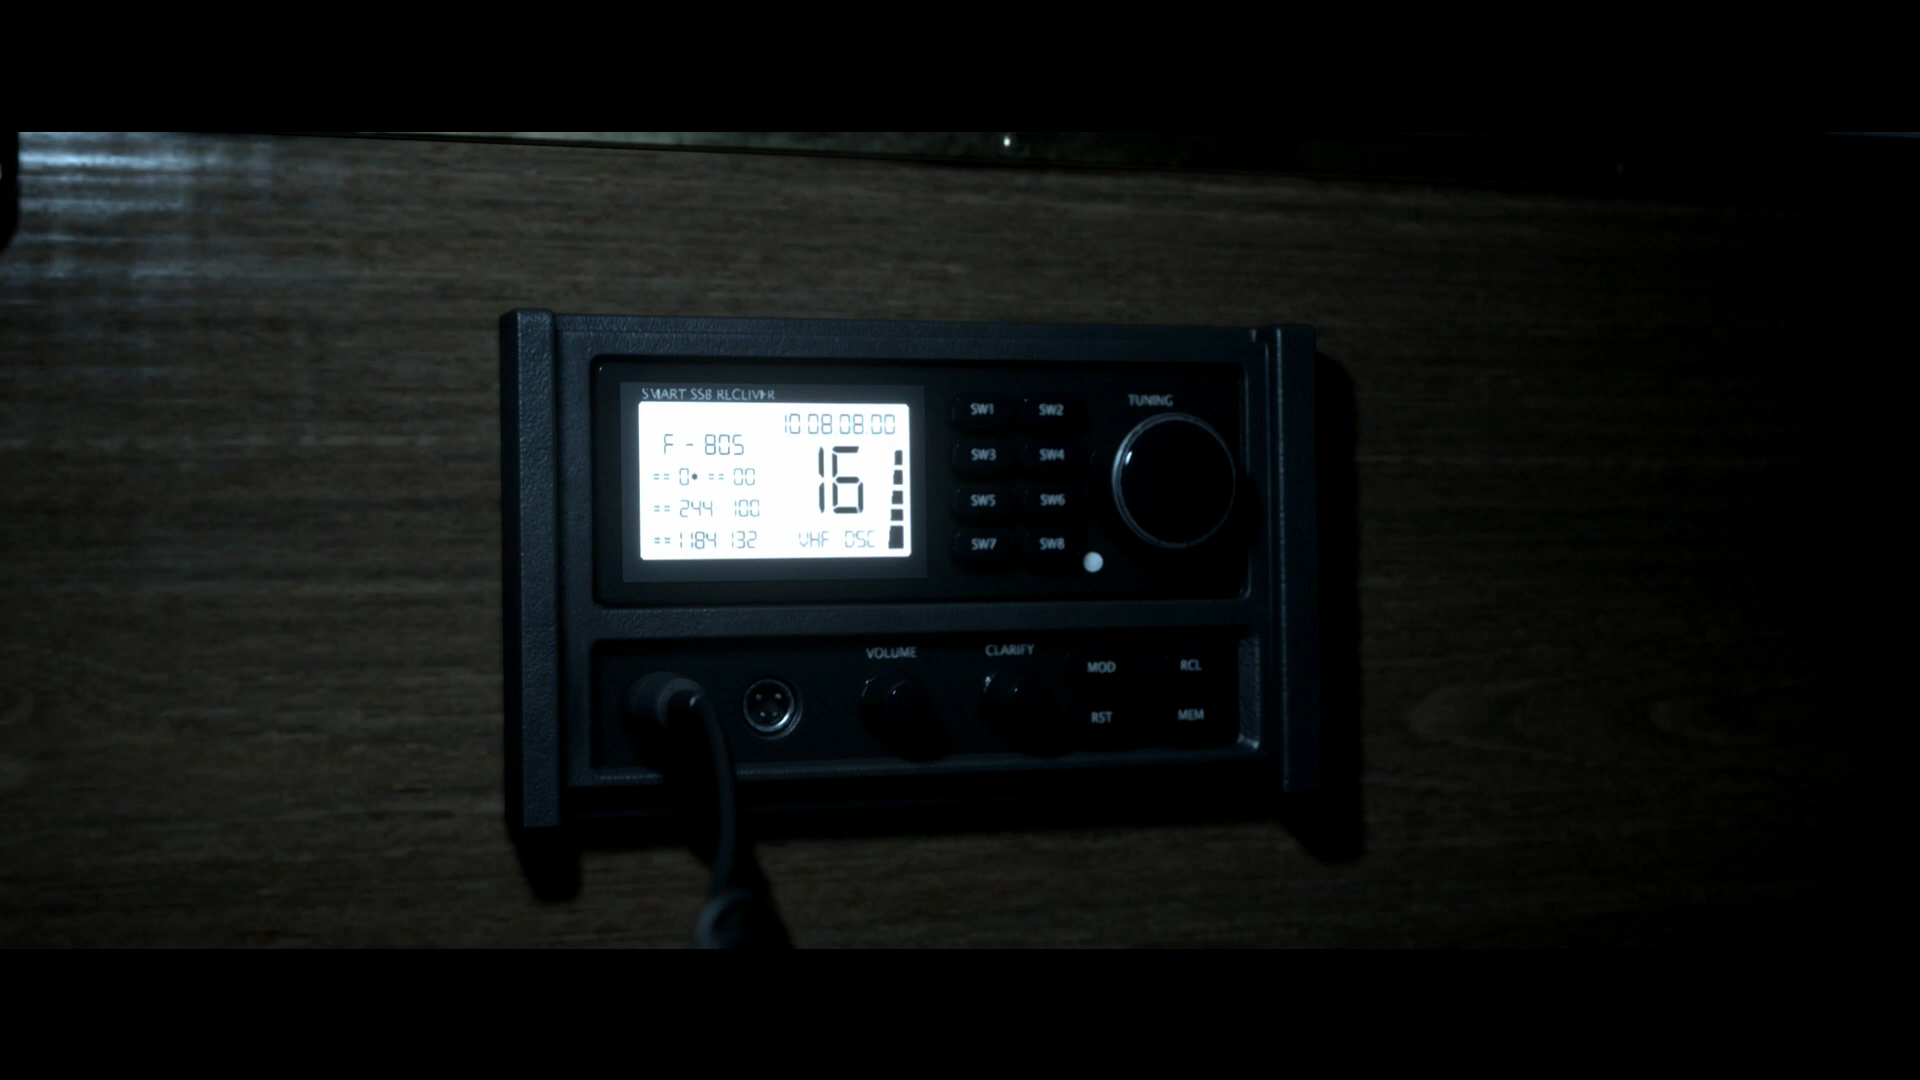 SMART SSB RECEIVER
10:08:08:00
F - 805
16
== 0• == 00
== 244 100
== 1184 132
VHF DSC
SW1 SW2
SW3 SW4
SW5 SW6
SW7 SW8
TUNING
VOLUME
CLARIFY
MOD
RCL
RST
MEM